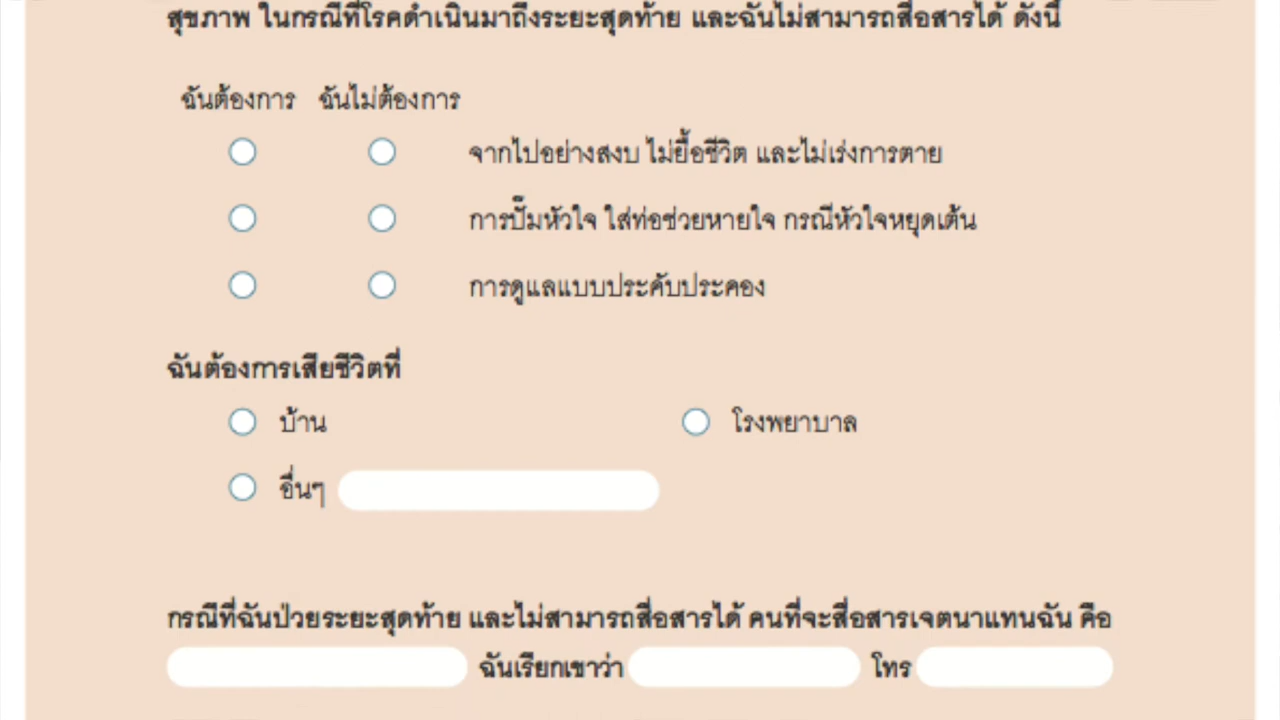 สุขภาพ ในกรณีที่โรคดำเนินมาถึงระยะสุดท้าย และฉันไม่สามารถสื่อสารได้ ดังนี้
ฉันต้องการ ฉันไม่ต้องการ
จากไปอย่างสงบ ไม่ยื้อชีวิต และไม่เร่งการตาย
การปั๊มหัวใจ ใส่ท่อช่วยหายใจ กรณีหัวใจหยุดเต้น
การดูแลแบบประคับประคอง
ฉันต้องการเสียชีวิตที่
บ้าน โรงพยาบาล
อื่นๆ
กรณีที่ฉันป่วยระยะสุดท้าย และไม่สามารถสื่อสารได้ คนที่จะสื่อสารเจตนาแทนฉัน คือ
ฉันเรียกเขาว่า โทร